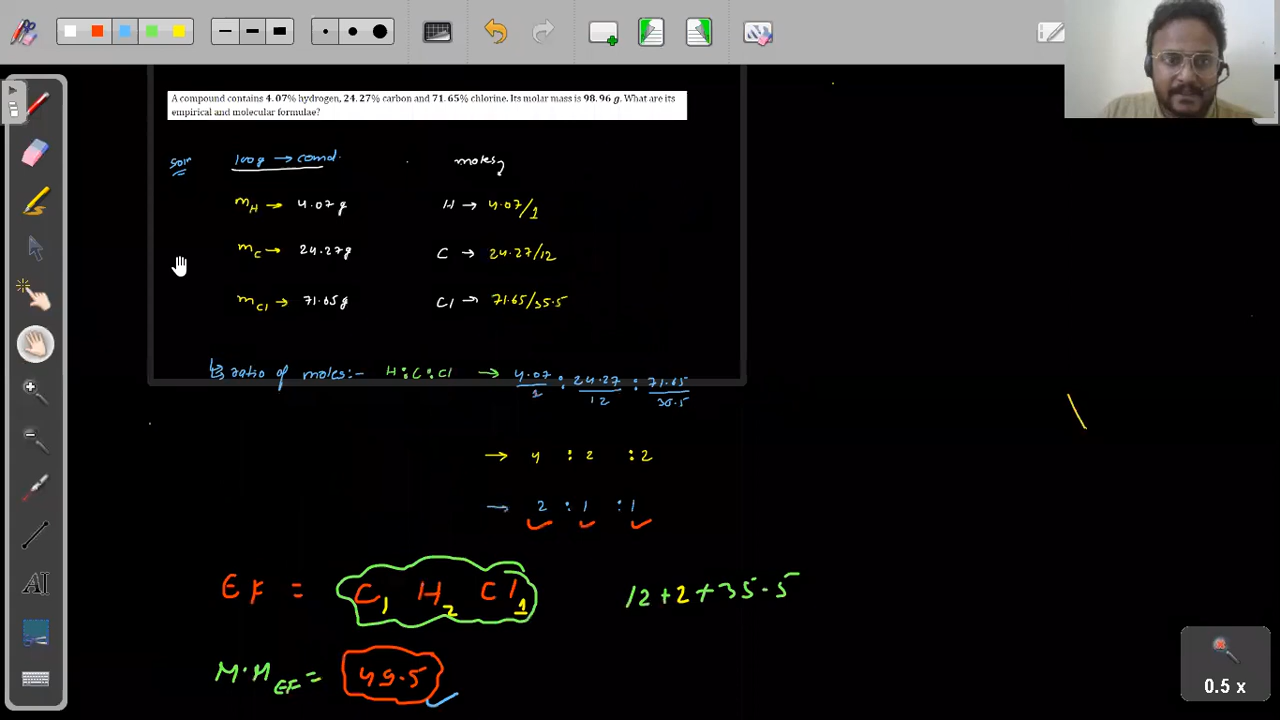 A compound contains 4.07% hydrogen, 24.27% carbon and 71.65% chlorine. Its molar mass is 98.96 g. What are its
empirical and molecular formulae?
Soln 100g → comd. moles,
mH → 4.07g H → 4.07/1
mC → 24.27g C → 24.27/12
mCl → 71.65g Cl → 71.65/35.5
↳ ratio of moles:- H:C:Cl → 4.07/1 : 24.27/12 : 71.65/35.5
→ 4 : 2 : 2
→ 2 : 1 : 1
EF = C1 H2 Cl1 12+2+35.5
M.M EF = 49.5
AI
0.5 x